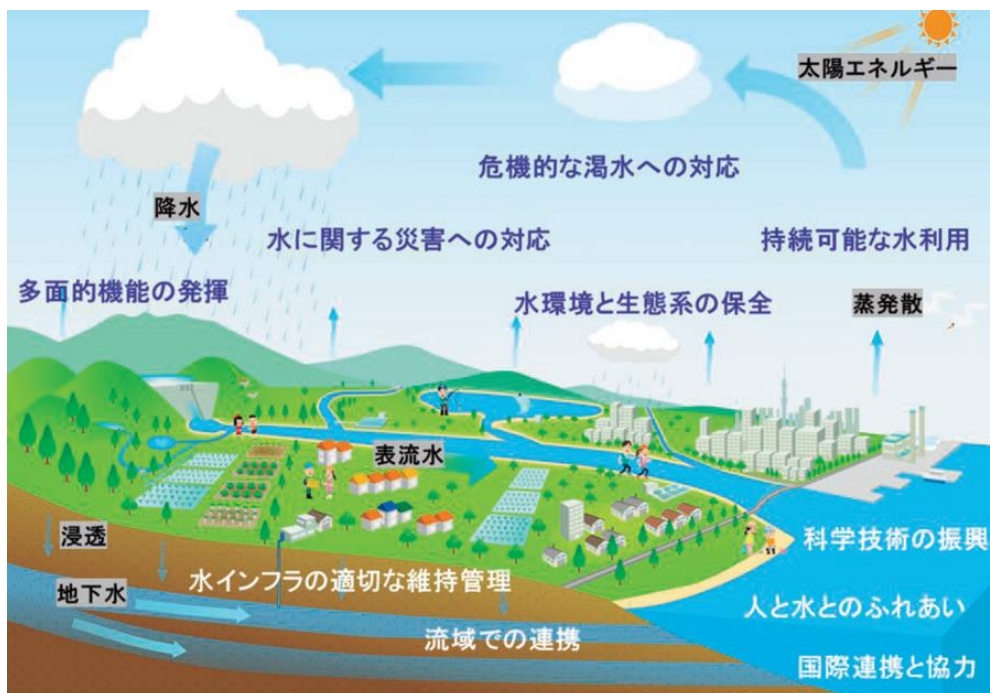 太陽エネルギー
危機的な渇水への対応
降水
水に関する災害への対応
持続可能な水利用
多面的機能の発揮
水環境と生態系の保全
蒸発散
表流水
浸透
科学技術の振興
水インフラの適切な維持管理
地下水
人と水とのふれあい
流域での連携
国際連携と協力